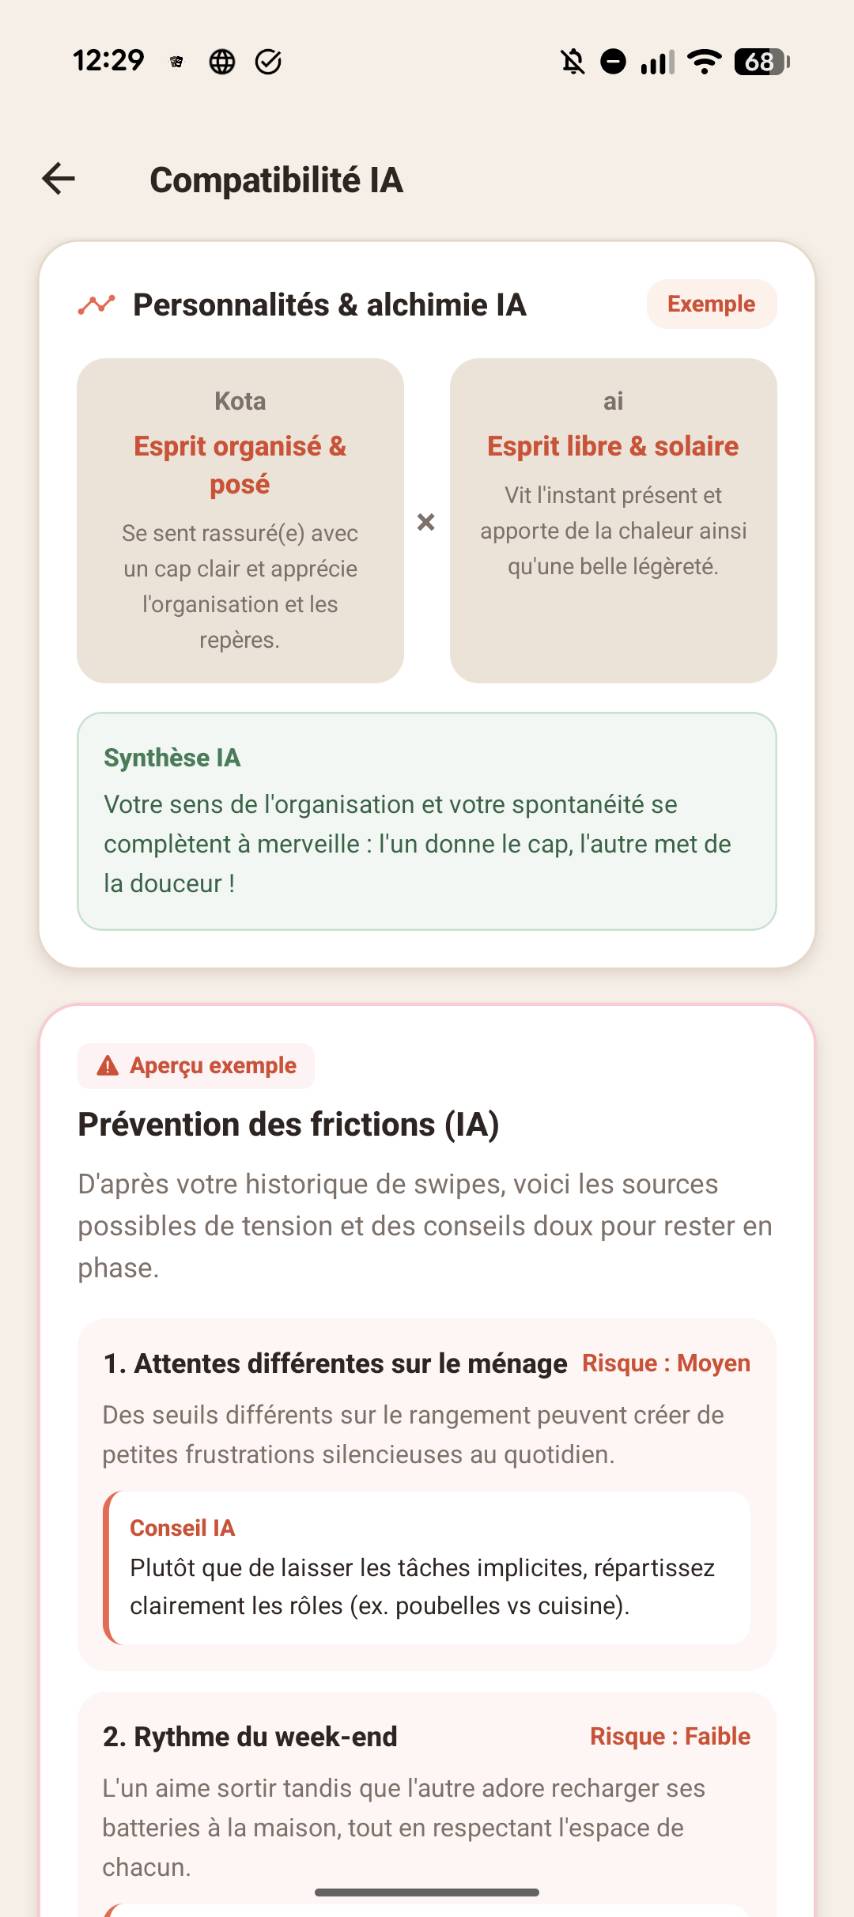 12:29
68
Compatibilité IA
Personnalités & alchimie IA
Exemple
Kota
Esprit organisé &
posé
Se sent rassuré(e) avec
un cap clair et apprécie
l'organisation et les
repères.
×
ai
Esprit libre & solaire
Vit l'instant présent et
apporte de la chaleur ainsi
qu'une belle légèreté.
Synthèse IA
Votre sens de l'organisation et votre spontanéité se
complètent à merveille : l'un donne le cap, l'autre met de
la douceur !
Aperçu exemple
Prévention des frictions (IA)
D'après votre historique de swipes, voici les sources
possibles de tension et des conseils doux pour rester en
phase.
1. Attentes différentes sur le ménage
Risque : Moyen
Des seuils différents sur le rangement peuvent créer de
petites frustrations silencieuses au quotidien.
Conseil IA
Plutôt que de laisser les tâches implicites, répartissez
clairement les rôles (ex. poubelles vs cuisine).
2. Rythme du week-end
Risque : Faible
L'un aime sortir tandis que l'autre adore recharger ses
batteries à la maison, tout en respectant l'espace de
chacun.